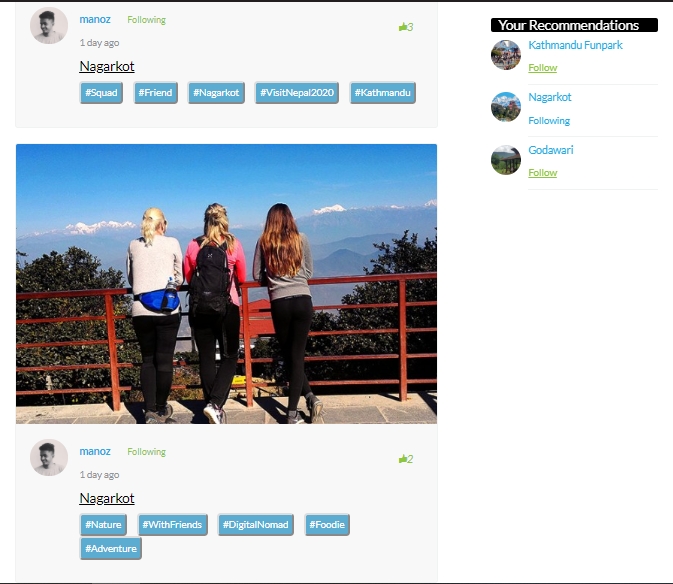 manoz Following
3
1 day ago
Nagarkot
#Squad #Friend #Nagarkot #VisitNepal2020 #Kathmandu
manoz Following
2
1 day ago
Nagarkot
#Nature #WithFriends #DigitalNomad #Foodie
#Adventure
Your Recommendations
Kathmandu Funpark
Follow
Nagarkot
Following
Godawari
Follow